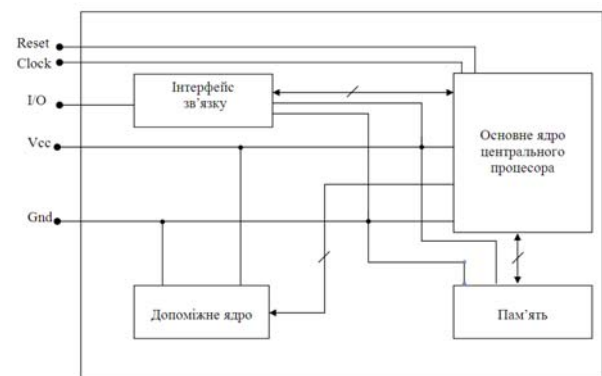 Reset
Clock
I/O
Vcc
Gnd
Інтерфейс
зв’язку
Основне ядро
центрального
процесора
Допоміжне ядро
Пам’ять